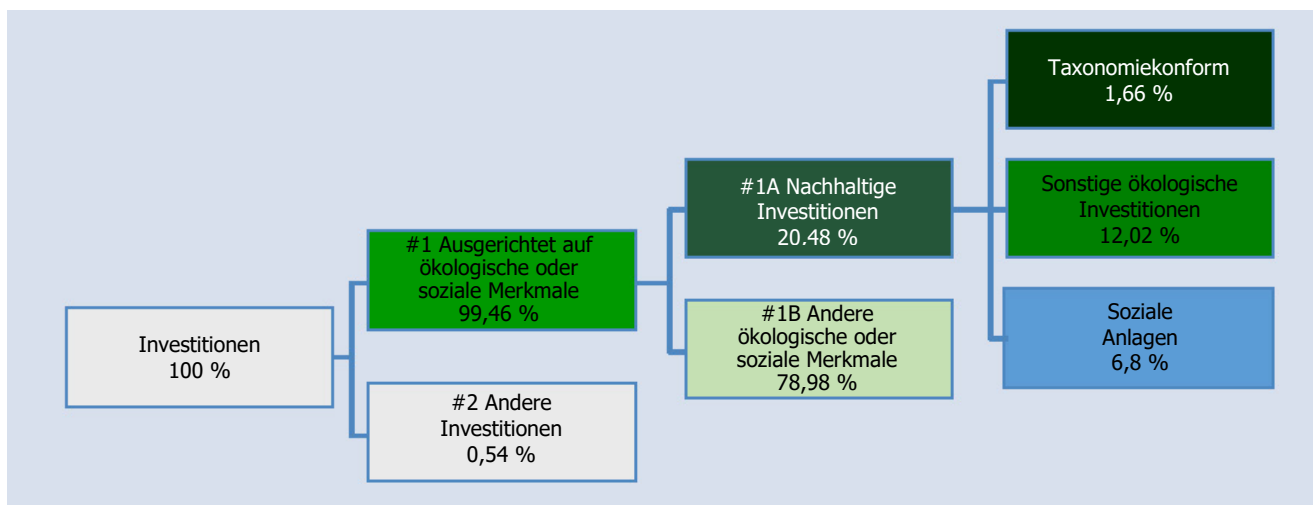 Investitionen
100 %
#1 Ausgerichtet auf
ökologische oder
soziale Merkmale
99,46 %
#2 Andere
Investitionen
0,54 %
#1A Nachhaltige
Investitionen
20.48 %
#1B Andere
ökologische oder
soziale Merkmale
78,98 %
Taxonomiekonform
1,66 %
Sonstige ökologische
Investitionen
12,02 %
Soziale
Anlagen
6,8 %